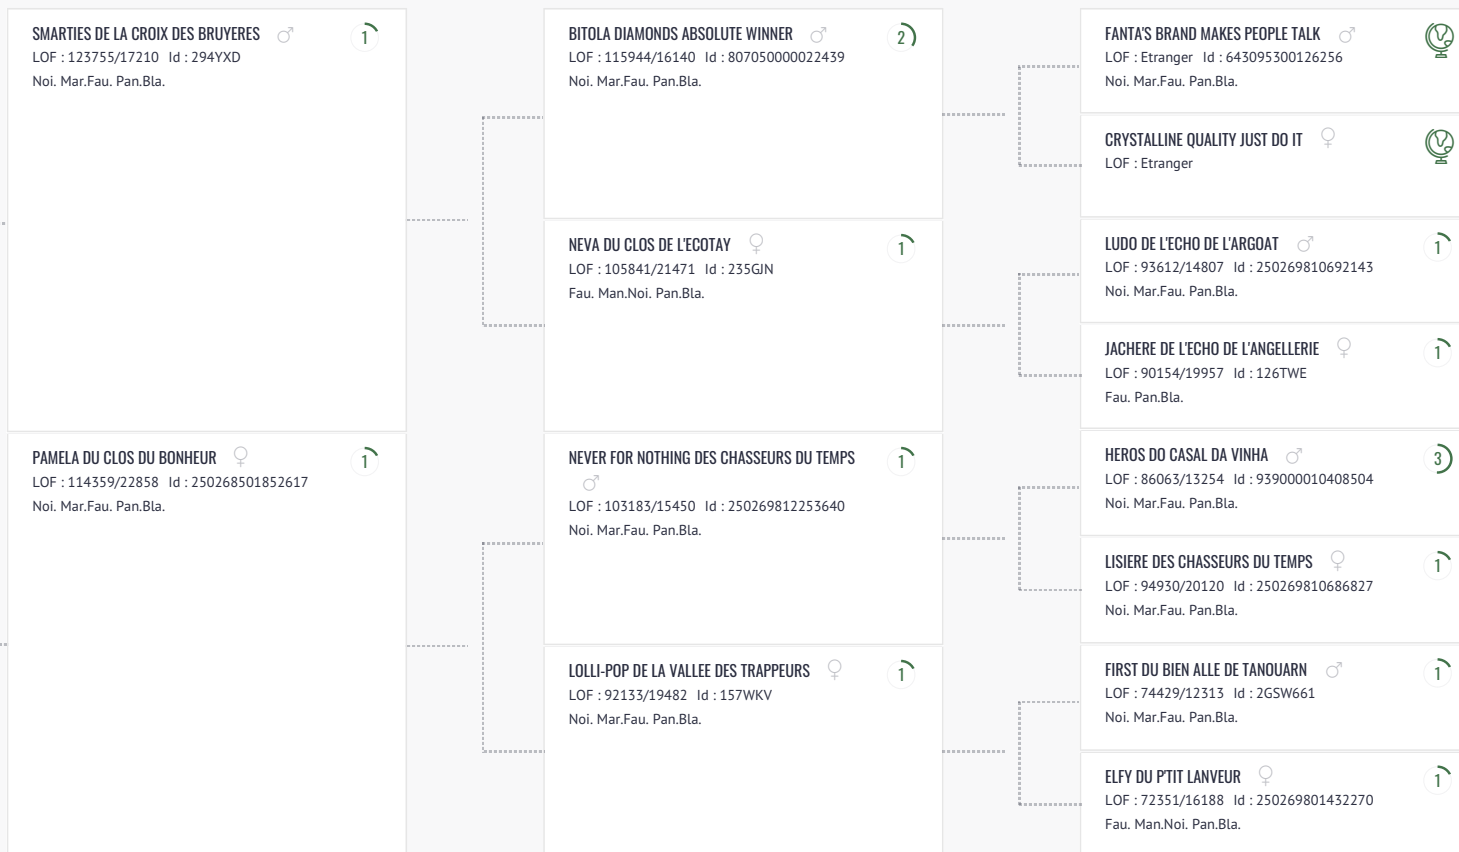 SMARTIES DE LA CROIX DES BRUYERES ♂ 1
LOF : 123755/17210 Id : 294YXD
Noi. Mar.Fau. Pan.Bla.
PAMELA DU CLOS DU BONHEUR ♀ 1
LOF : 114359/22858 Id : 250268501852617
Noi. Mar.Fau. Pan.Bla.
BITOLA DIAMONDS ABSOLUTE WINNER ♂ 2
LOF : 115944/16140 Id : 807050000022439
Noi. Mar.Fau. Pan.Bla.
NEVA DU CLOS DE L'ECOTAY ♀ 1
LOF : 105841/21471 Id : 235GJN
Fau. Man.Noi. Pan.Bla.
NEVER FOR NOTHING DES CHASSEURS DU TEMPS 1
♂
LOF : 103183/15450 Id : 250269812253640
Noi. Mar.Fau. Pan.Bla.
LOLLI-POP DE LA VALLEE DES TRAPPEURS ♀ 1
LOF : 92133/19482 Id : 157WKV
Noi. Mar.Fau. Pan.Bla.
FANTA'S BRAND MAKES PEOPLE TALK ♂
LOF : Etranger Id : 643095300126256
Noi. Mar.Fau. Pan.Bla.
CRYSTALLINE QUALITY JUST DO IT ♀
LOF : Etranger
LUDO DE L'ECHO DE L'ARGOAT ♂ 1
LOF : 93612/14807 Id : 250269810692143
Noi. Mar.Fau. Pan.Bla.
JACHERE DE L'ECHO DE L'ANGELLERIE ♀ 1
LOF : 90154/19957 Id : 126TWE
Fau. Pan.Bla.
HEROS DO CASAL DA VINHA ♂ 3
LOF : 86063/13254 Id : 939000010408504
Noi. Mar.Fau. Pan.Bla.
LISIERE DES CHASSEURS DU TEMPS ♀ 1
LOF : 94930/20120 Id : 250269810686827
Noi. Mar.Fau. Pan.Bla.
FIRST DU BIEN ALLE DE TANOUARN ♂ 1
LOF : 74429/12313 Id : 2GSW661
Noi. Mar.Fau. Pan.Bla.
ELFY DU P'TIT LANVEUR ♀ 1
LOF : 72351/16188 Id : 250269801432270
Fau. Man.Noi. Pan.Bla.